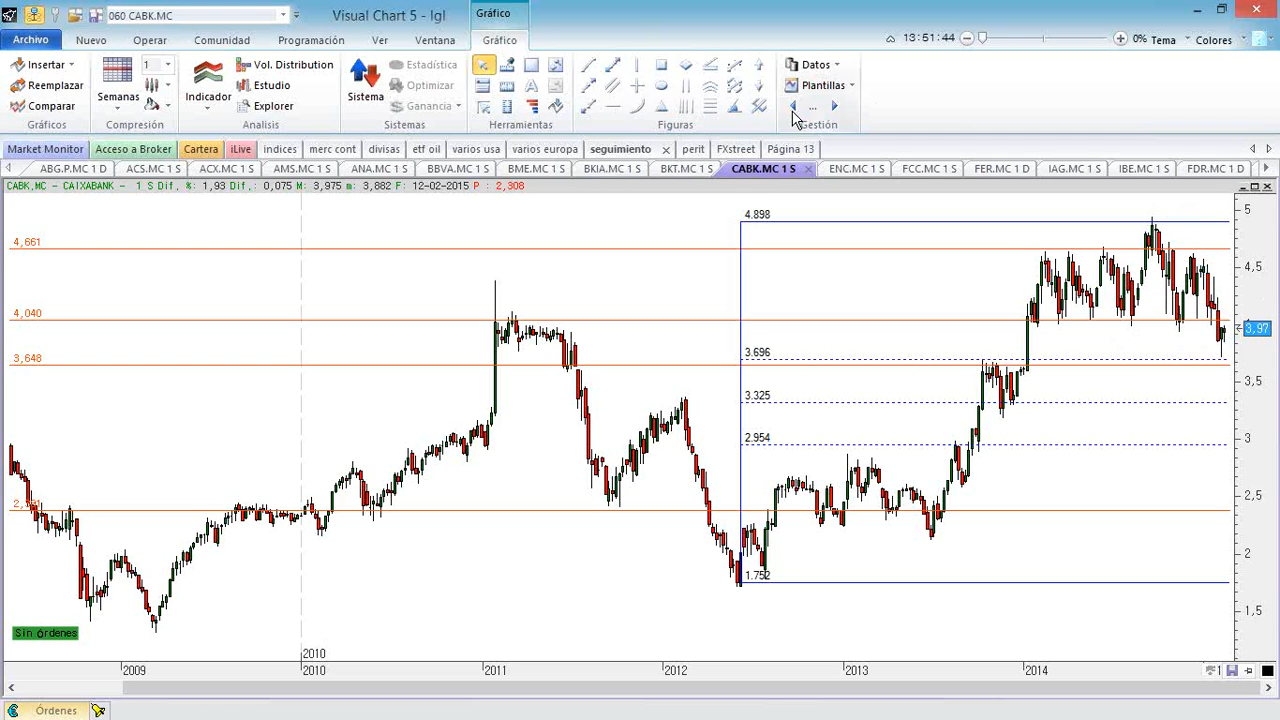 060 CABK.MC
Visual Chart 5 - lgl
Gráfico
Archivo Nuevo Operar Comunidad Programación Ver Ventana Gráfico
13:51:44 0% Tema Colores
Insertar
Reemplazar
Comparar
Gráficos
Semanas
1
Compresión
Indicador
Vol. Distribution
Estudio
Explorer
Analisis
Sistema
Estadística
Optimizar
Ganancia
Sistemas
Herramientas
Figuras
Datos
Plantillas
...
Gestión
Market Monitor Acceso a Broker Cartera iLive indices merc cont divisas etf oil varios usa varios europa seguimiento perit FXstreet Página 13
ABG.P.MC 1 D ACS.MC 1 S ACX.MC 1 S AMS.MC 1 S ANA.MC 1 S BBVA.MC 1 S BME.MC 1 S BKIA.MC 1 S BKT.MC 1 S CABK.MC 1 S ENC.MC 1 S FCC.MC 1 S FER.MC 1 D IAG.MC 1 S IBE.MC 1 S FDR.MC 1 D
CABK.MC - CAIXABANK - 1 S Dif. %: 1,93 Dif.: 0,075 M: 3,975 m: 3,882 F: 12-02-2015 P : 2,308
4.898
5
4,661
4,5
4,040
3,97
3,648
3.696
3,5
3.325
2.954
3
2,5
2
1.752
1,5
Sin órdenes
2010
2009 2010 2011 2012 2013 2014
1
Órdenes